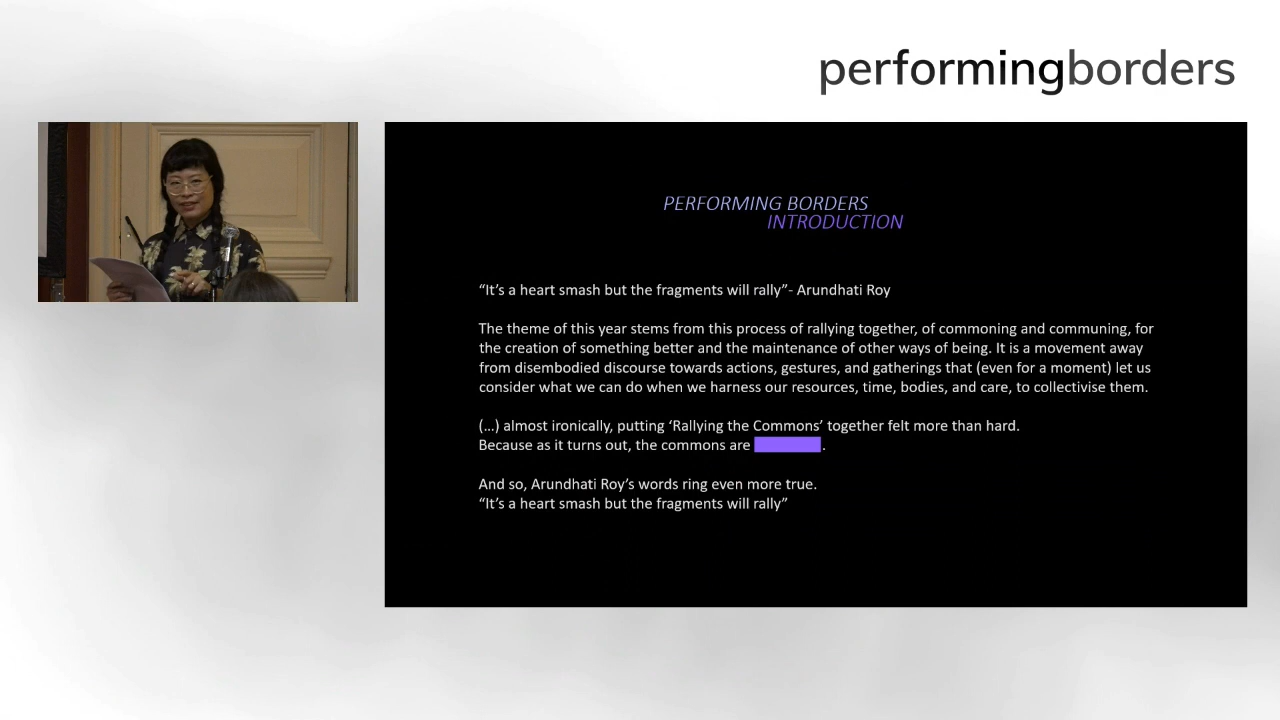 performingborders
PERFORMING BORDERS
INTRODUCTION
“It’s a heart smash but the fragments will rally”- Arundhati Roy
The theme of this year stems from this process of rallying together, of commoning and communing, for
the creation of something better and the maintenance of other ways of being. It is a movement away
from disembodied discourse towards actions, gestures, and gatherings that (even for a moment) let us
consider what we can do when we harness our resources, time, bodies, and care, to collectivise them.
(…) almost ironically, putting ‘Rallying the Commons’ together felt more than hard.
Because as it turns out, the commons are .
And so, Arundhati Roy’s words ring even more true.
“It’s a heart smash but the fragments will rally”